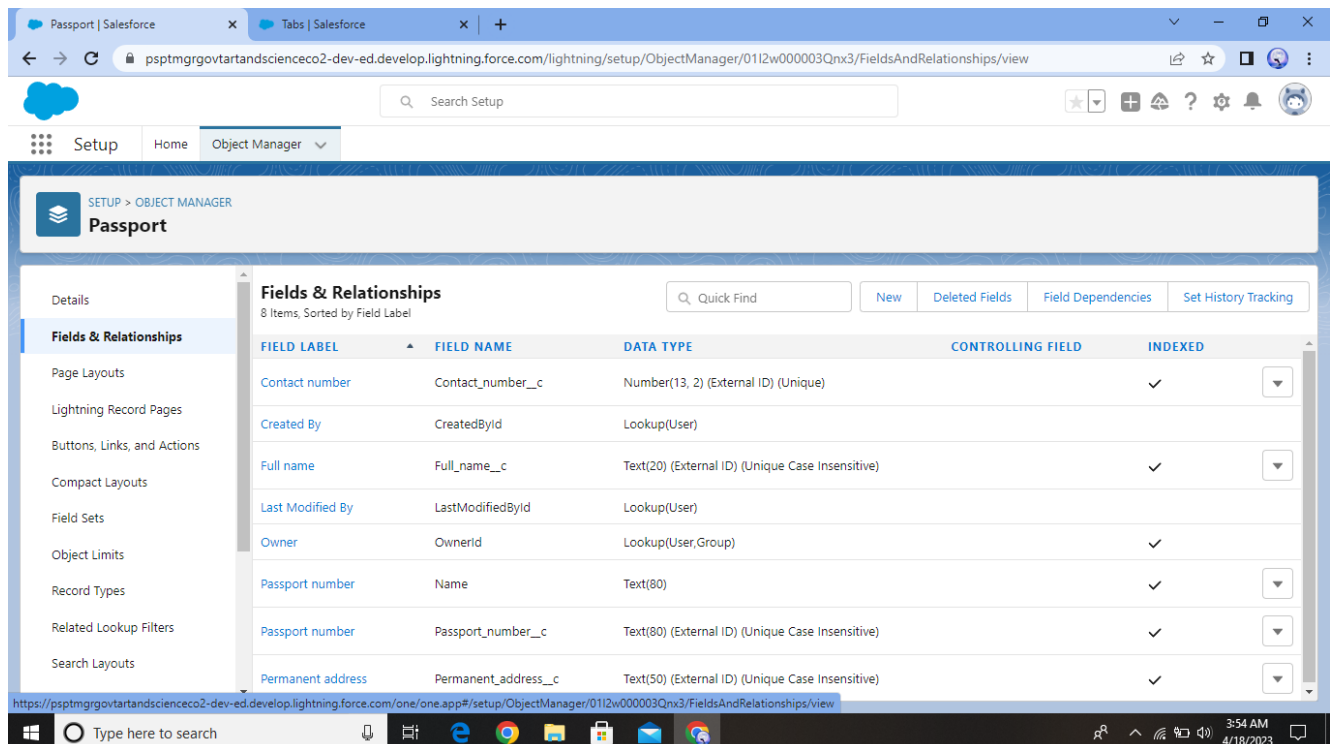 Passport | Salesforce
Tabs | Salesforce
psptmgrgovtartandscienceco2-dev-ed.develop.lightning.force.com/lightning/setup/ObjectManager/01I2w000003Qnx3/FieldsAndRelationships/view
Search Setup
Setup Home Object Manager
SETUP > OBJECT MANAGER
Passport
Details
Fields & Relationships
Page Layouts
Lightning Record Pages
Buttons, Links, and Actions
Compact Layouts
Field Sets
Object Limits
Record Types
Related Lookup Filters
Search Layouts
Fields & Relationships
8 Items, Sorted by Field Label
Quick Find New Deleted Fields Field Dependencies Set History Tracking
FIELD LABEL FIELD NAME DATA TYPE CONTROLLING FIELD INDEXED
Contact number Contact_number__c Number(13, 2) (External ID) (Unique)
Created By CreatedById Lookup(User)
Full name Full_name__c Text(20) (External ID) (Unique Case Insensitive)
Last Modified By LastModifiedById Lookup(User)
Owner OwnerId Lookup(User,Group)
Passport number Name Text(80)
Passport number Passport_number__c Text(80) (External ID) (Unique Case Insensitive)
Permanent address Permanent_address__c Text(50) (External ID) (Unique Case Insensitive)
https://psptmgrgovtartandscienceco2-dev-ed.develop.lightning.force.com/one/one.app#/setup/ObjectManager/01I2w000003Qnx3/FieldsAndRelationships/view
Type here to search
3:54 AM
4/18/2023